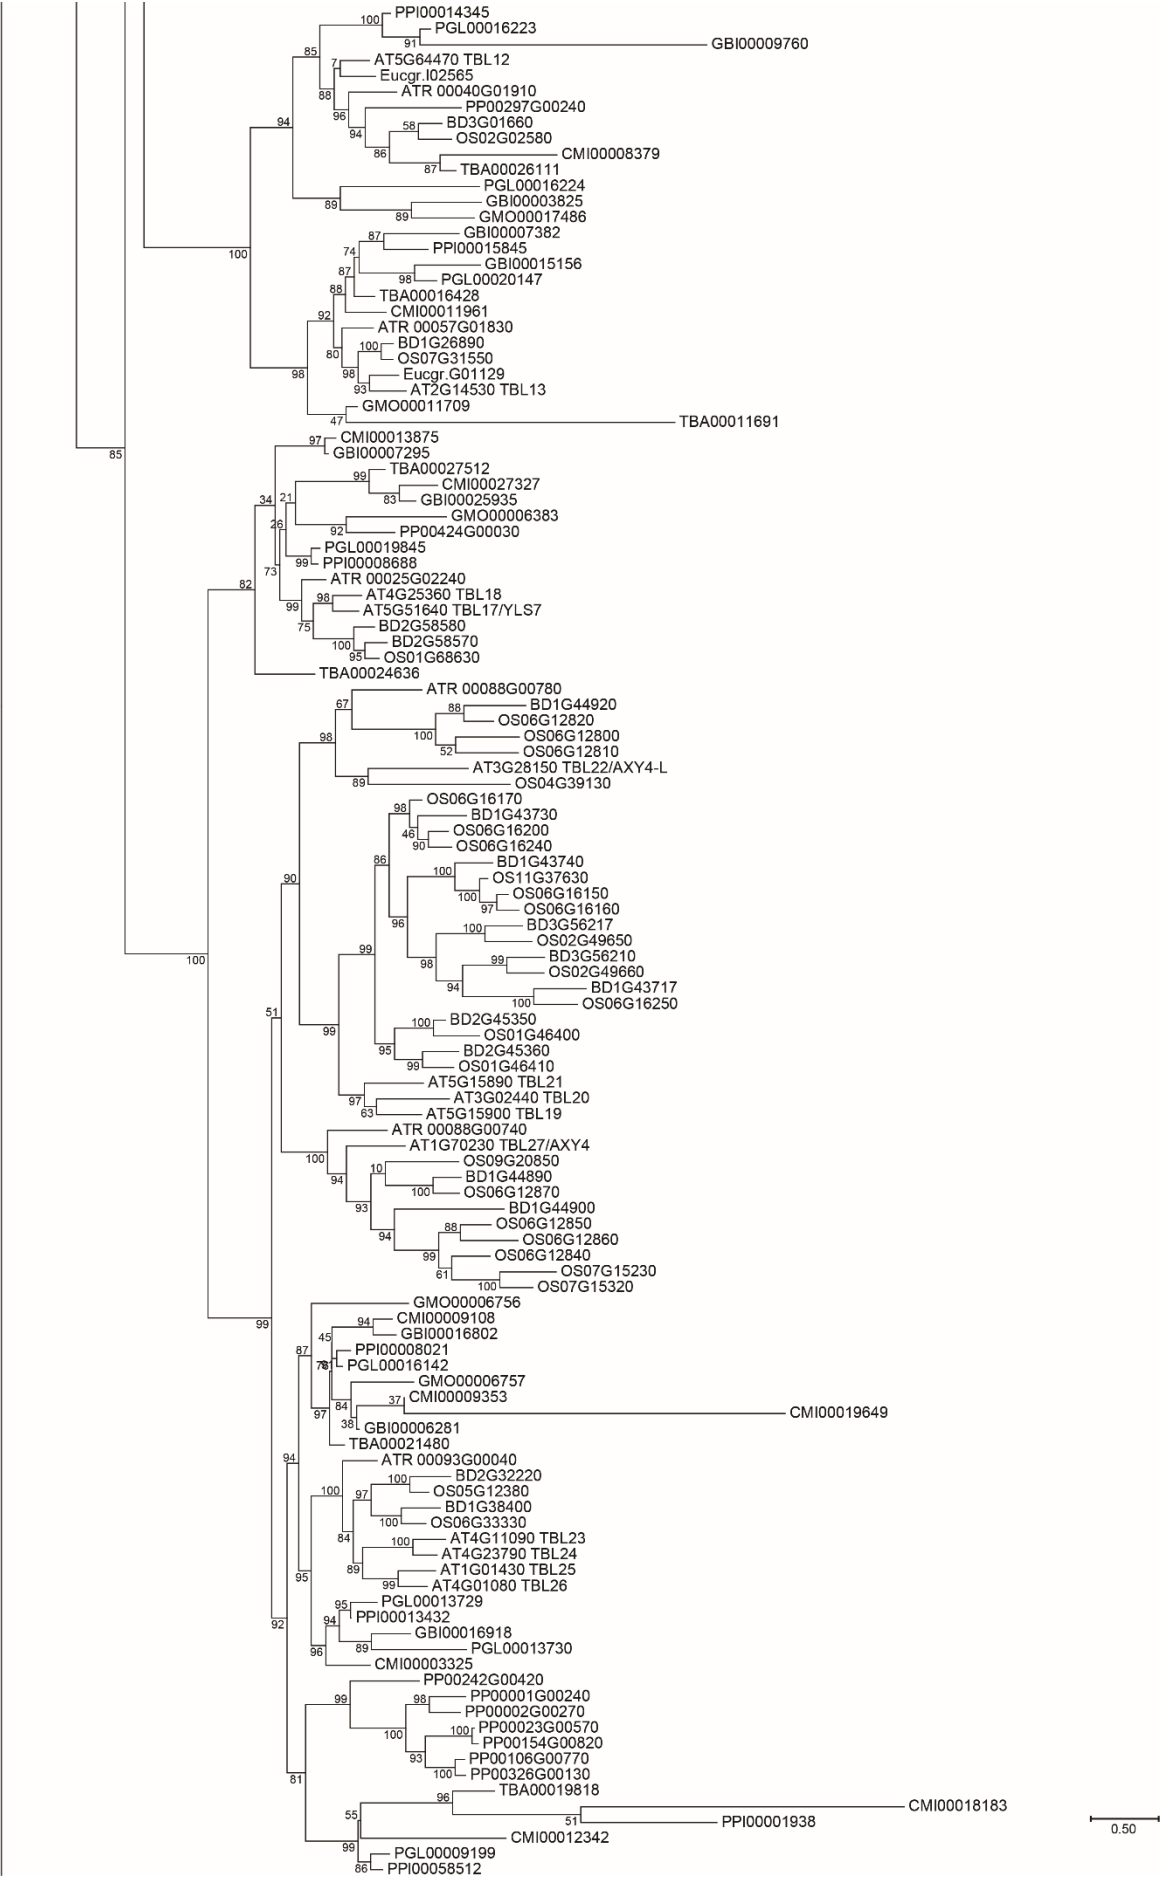 PPI00014345
100
PGL00016223
91
GBI00009760
85
AT5G64470 TBL12
7
Eucgr.I02565
88
ATR 00040G01910
96
PP00297G00240
94
BD3G01660
58
OS02G02580
86
CMI00008379
87
TBA00026111
94
PGL00016224
89
GBI00003825
89
GMO00017486
100
GBI00007382
87
PPI00015845
74
GBI00015156
98
PGL00020147
87
TBA00016428
88
CMI00011961
92
ATR 00057G01830
80
BD1G26890
100
OS07G31550
98
Eucgr.G01129
93
AT2G14530 TBL13
98
GMO00011709
47
TBA00011691
85
CMI00013875
97
GBI00007295
TBA00027512
99
CMI00027327
83
GBI00025935
34
21
GMO00006383
92
PP00424G00030
26
PGL00019845
99
PPI00008688
73
ATR 00025G02240
82
AT4G25360 TBL18
98
99
AT5G51640 TBL17/YLS7
75
BD2G58580
100
BD2G58570
95
OS01G68630
TBA00024636
ATR 00088G00780
67
BD1G44920
88
OS06G12820
100
OS06G12800
52
OS06G12810
98
AT3G28150 TBL22/AXY4-L
89
OS04G39130
OS06G16170
98
BD1G43730
46
OS06G16200
90
OS06G16240
86
BD1G43740
100
OS11G37630
100
OS06G16150
97
OS06G16160
90
96
BD3G56217
100
OS02G49650
98
BD3G56210
99
OS02G49660
94
BD1G43717
100
OS06G16250
99
100
51
BD2G45350
100
OS01G46400
99
95
BD2G45360
99
OS01G46410
AT5G15890 TBL21
97
AT3G02440 TBL20
63
AT5G15900 TBL19
ATR 00088G00740
100
AT1G70230 TBL27/AXY4
94
OS09G20850
10
BD1G44890
100
OS06G12870
93
BD1G44900
94
OS06G12850
88
OS06G12860
99
OS06G12840
61
OS07G15230
100
OS07G15320
99
GMO00006756
CMI00009108
94
GBI00016802
45
87
PPI00008021
PGL00016142
GMO00006757
84
CMI00009353
37
CMI00019649
97
38
GBI00006281
TBA00021480
94
ATR 00093G00040
BD2G32220
100
OS05G12380
100
97
BD1G38400
100
OS06G33330
84
AT4G11090 TBL23
100
AT4G23790 TBL24
89
AT1G01430 TBL25
95
99
AT4G01080 TBL26
PGL00013729
95
PPI00013432
94
92
GBI00016918
89
PGL00013730
96
CMI00003325
PP00242G00420
99
PP00001G00240
98
PP00002G00270
100
PP00023G00570
100
PP00154G00820
93
PP00106G00770
100
PP00326G00130
81
TBA00019818
96
CMI00018183
51
PPI00001938
55
CMI00012342
99
PGL00009199
86
PPI00058512
0.50